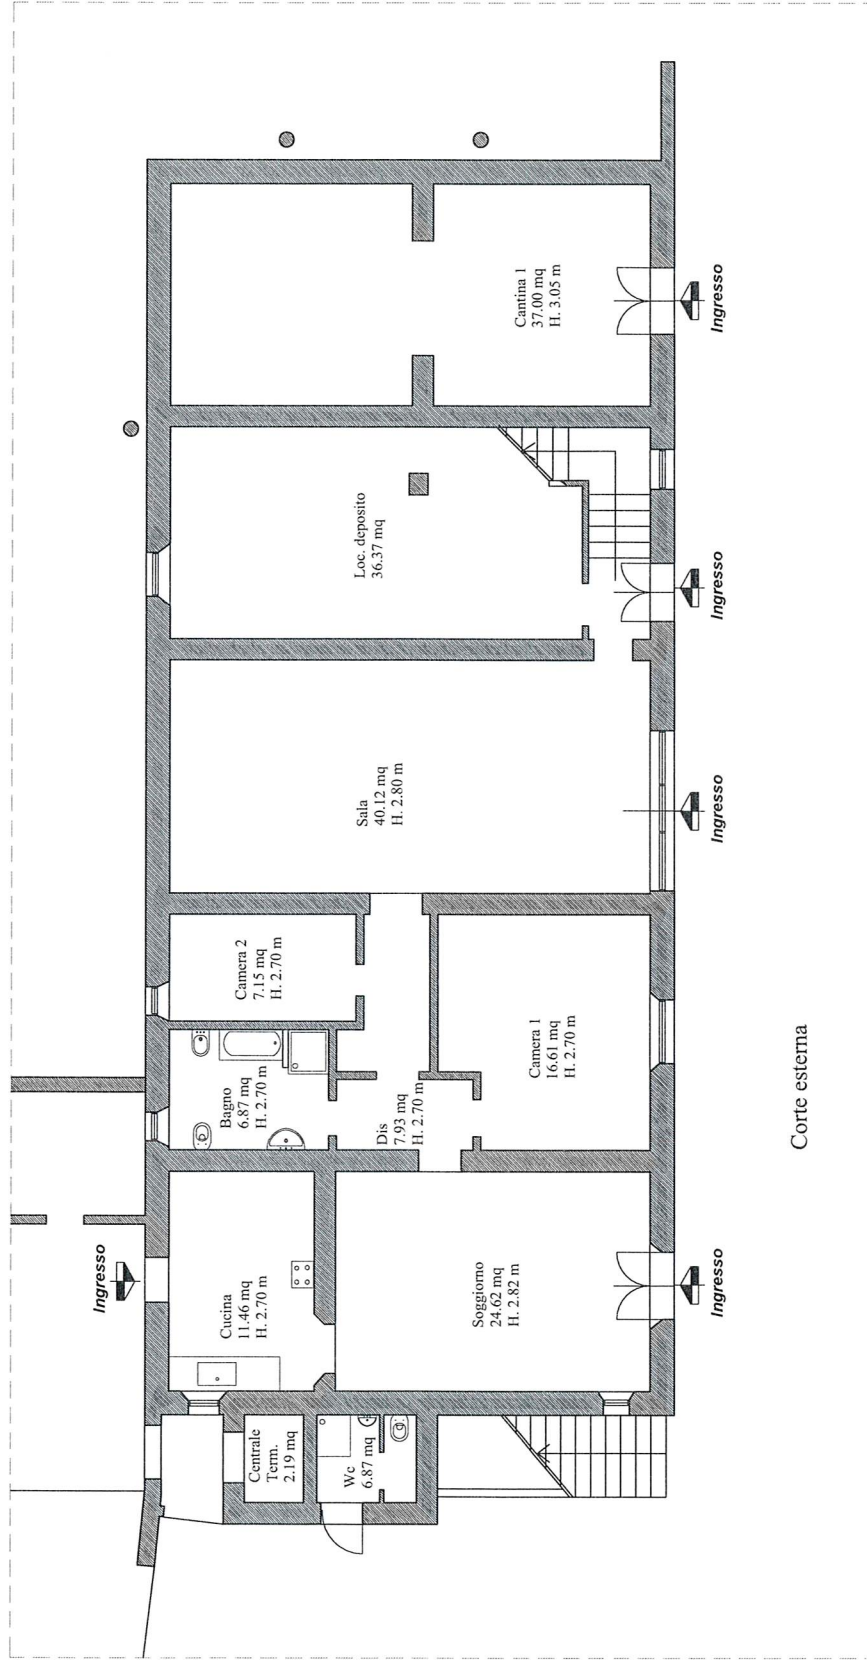 Cantina 1
37.00 mq
H. 3.05 m
Ingresso
Loc. deposito
36.37 mq
Ingresso
Sala
40.12 mq
H. 2.80 m
Ingresso
Camera 2
7.15 mq
H. 2.70 m
Camera 1
16.61 mq
H. 2.70 m
Bagno
6.87 mq
H. 2.70 m
Dis
7.93 mq
H. 2.70 m
Ingresso
Cucina
11.46 mq
H. 2.70 m
Soggiorno
24.62 mq
H. 2.82 m
Ingresso
Centrale
Term.
2.19 mq
Wc
6.87 mq
Corte esterna